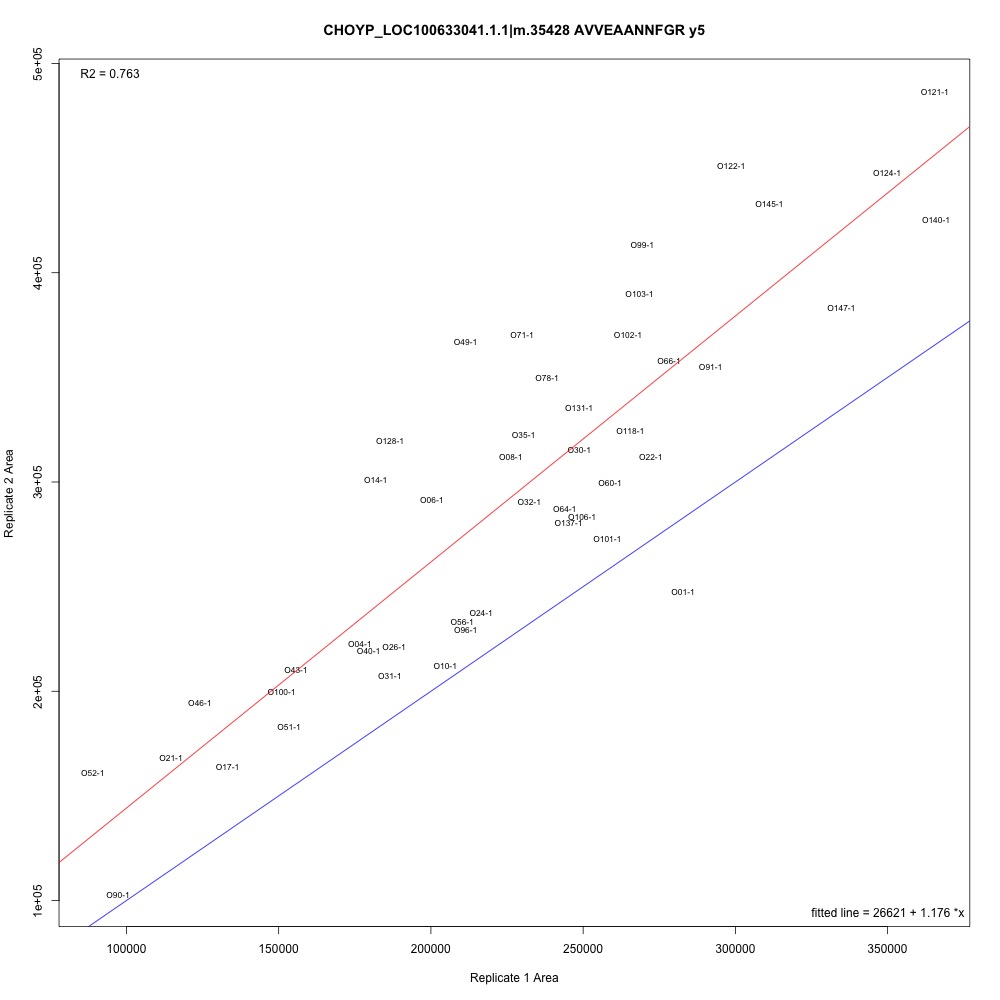 CHOYP_LOC100633041.1.1|m.35428 AVVEAANNFGR y5
R2 = 0.763
5e+05
4e+05
3e+05
2e+05
1e+05
Replicate 2 Area
O121-1
O122-1
O124-1
O145-1
O140-1
O99-1
O103-1
O147-1
O71-1
O102-1
O49-1
O66-1
O91-1
O78-1
O131-1
O118-1
O35-1
O128-1
O30-1
O08-1
O22-1
O14-1
O60-1
O06-1
O32-1
O64-1
O106-1
O137-1
O101-1
O01-1
O24-1
O56-1
O96-1
O04-1
O26-1
O40-1
O10-1
O43-1
O31-1
O100-1
O46-1
O51-1
O21-1
O17-1
O52-1
O90-1
fitted line = 26621 + 1.176 *x
100000 150000 200000 250000 300000 350000
Replicate 1 Area